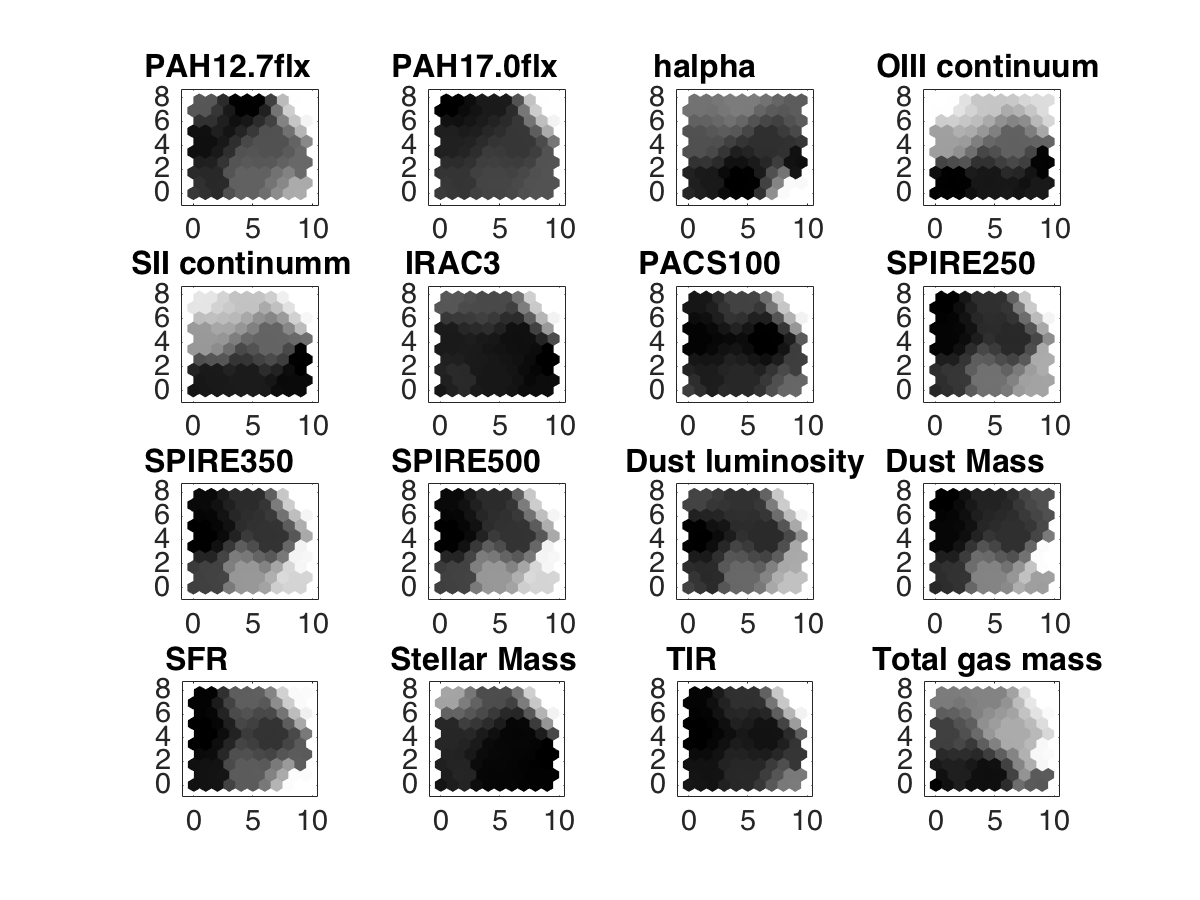 PAH12.7flx PAH17.0flx halpha OIII continuum
8 8 8 8
6 6 6 6
4 4 4 4
2 2 2 2
0 0 0 0
0 5 10 0 5 10 0 5 10 0 5 10
SII continumm IRAC3 PACS100 SPIRE250
8 8 8 8
6 6 6 6
4 4 4 4
2 2 2 2
0 0 0 0
0 5 10 0 5 10 0 5 10 0 5 10
SPIRE350 SPIRE500 Dust luminosity Dust Mass
8 8 8 8
6 6 6 6
4 4 4 4
2 2 2 2
0 0 0 0
0 5 10 0 5 10 0 5 10 0 5 10
SFR Stellar Mass TIR Total gas mass
8 8 8 8
6 6 6 6
4 4 4 4
2 2 2 2
0 0 0 0
0 5 10 0 5 10 0 5 10 0 5 10